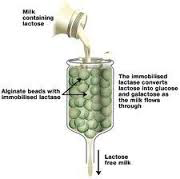 Milk
containing
lactose
Alginate beads with
immobilised lactase
The immobilised
lactase converts
lactose into glucose
and galactose as
the milk flows
through
Lactose
free milk